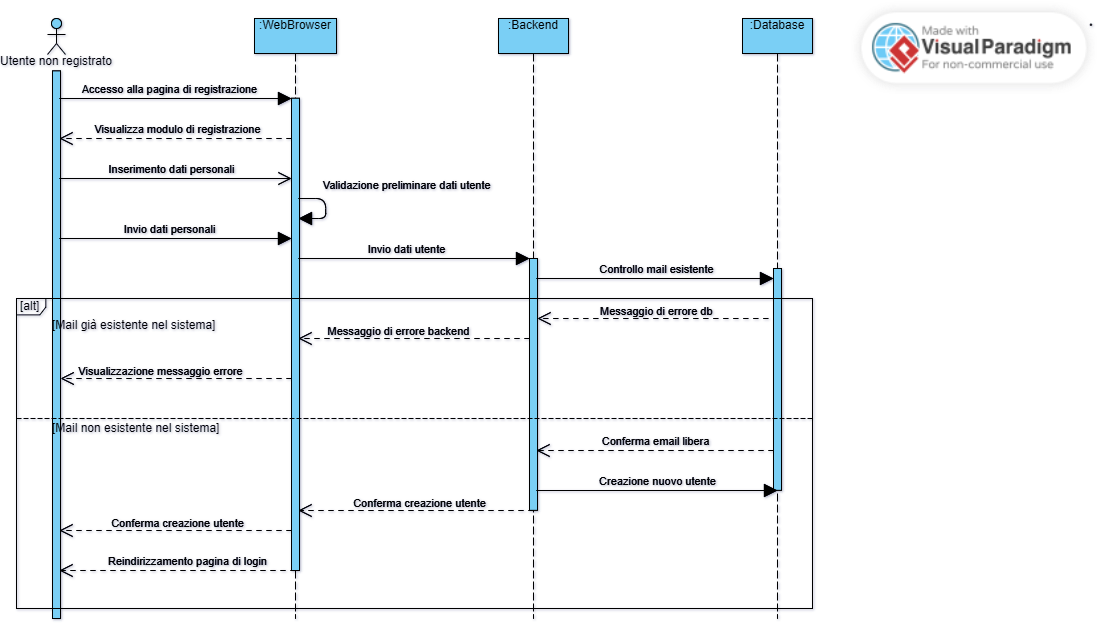 :WebBrowser
:Backend
:Database
Made with
VisualParadigm
For non-commercial use
Utente non registrato
Accesso alla pagina di registrazione
Visualizza modulo di registrazione
Inserimento dati personali
Validazione preliminare dati utente
Invio dati personali
Invio dati utente
Controllo mail esistente
[alt]
[Mail già esistente nel sistema]
Messaggio di errore db
Messaggio di errore backend
Visualizzazione messaggio errore
[Mail non esistente nel sistema]
Conferma email libera
Creazione nuovo utente
Conferma creazione utente
Conferma creazione utente
Reindirizzamento pagina di login